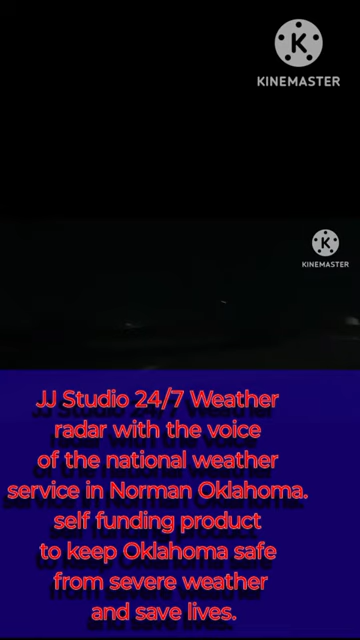 KINEMASTER
KINEMASTER
JJ Studio 24/7 Weather
radar with the voice
of the national weather
service in Norman Oklahoma.
self funding product
to keep Oklahoma safe
from severe weather
and save lives.